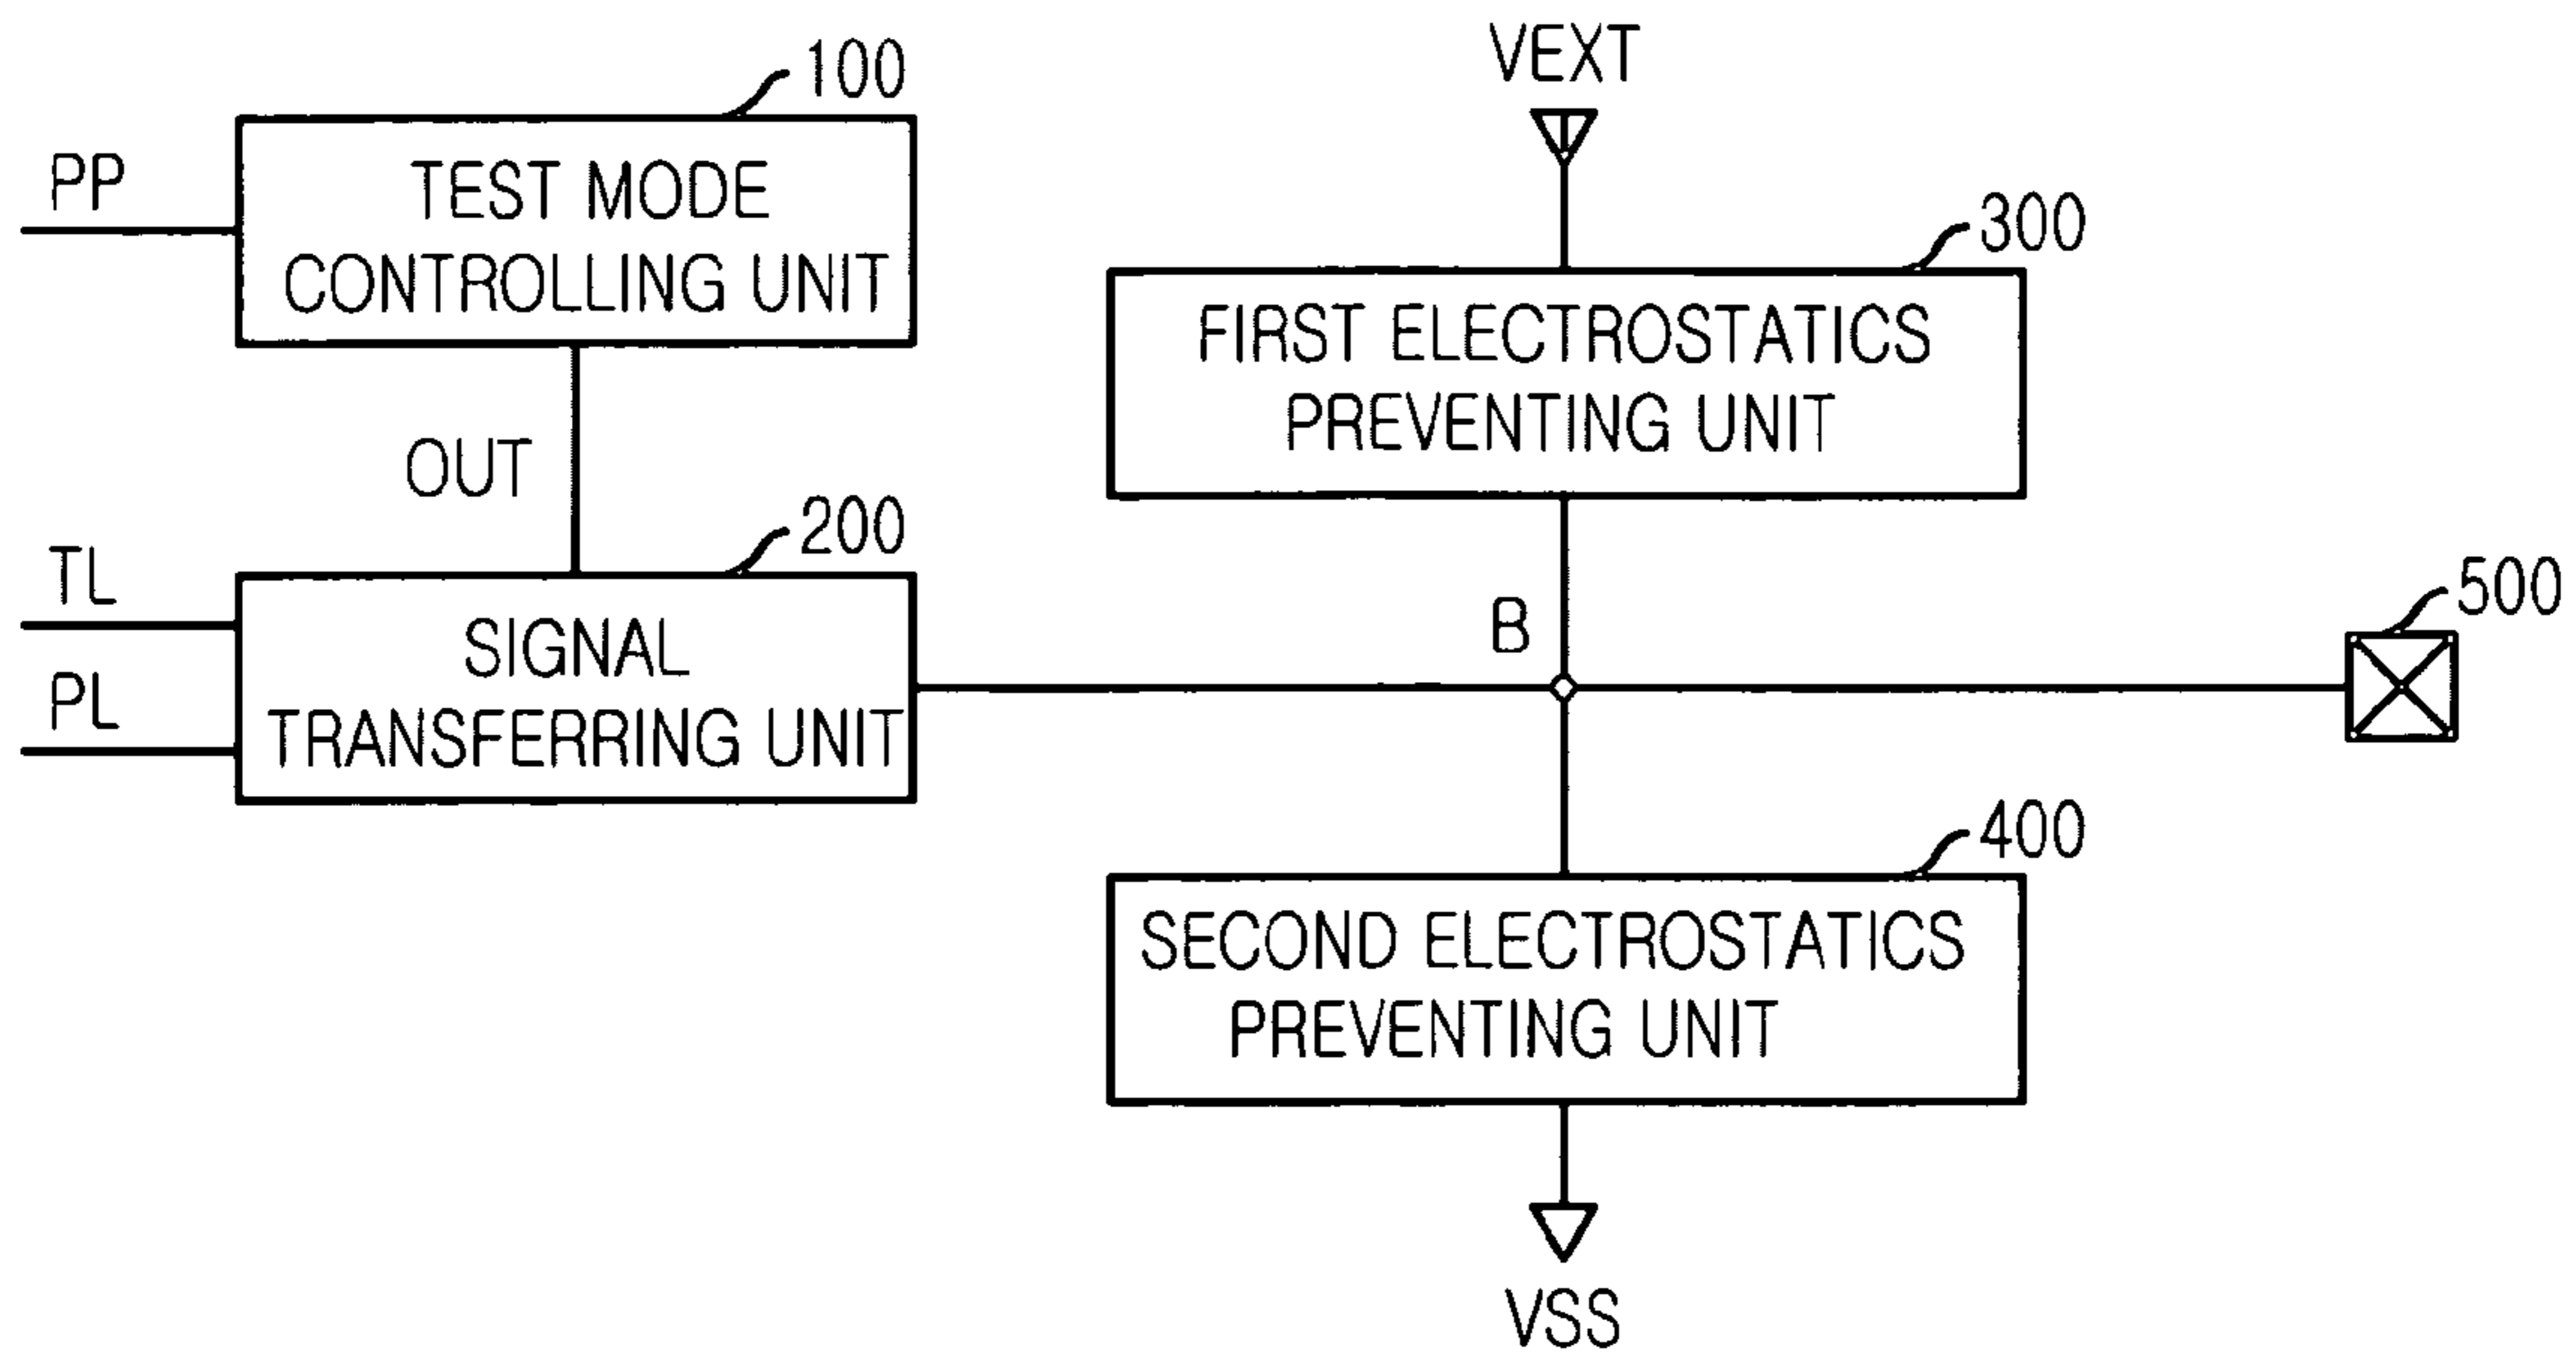 100
PP
TEST MODE
CONTROLLING UNIT
OUT
200
TL
PL
SIGNAL
TRANSFERRING UNIT
VEXT
300
FIRST ELECTROSTATICS
PREVENTING UNIT
B
500
400
SECOND ELECTROSTATICS
PREVENTING UNIT
VSS